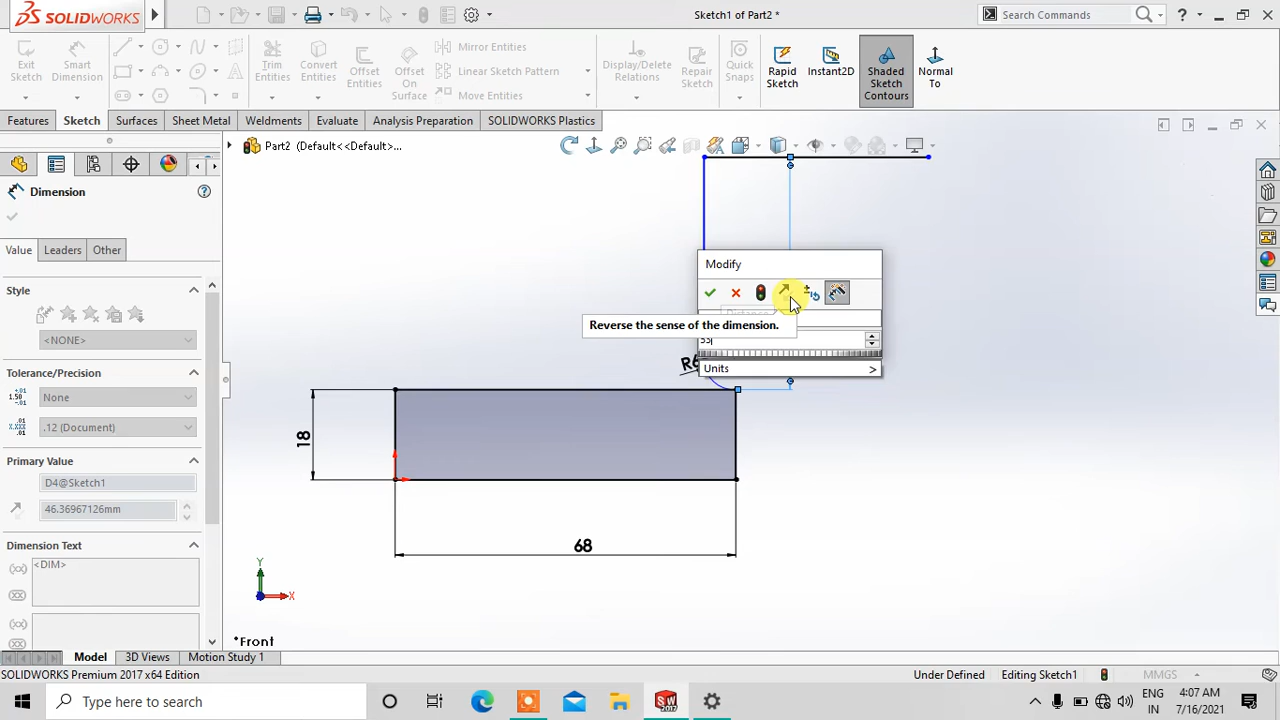 SOLIDWORKS
Sketch1 of Part2 *
Search Commands
?
Exit Sketch
Smart Dimension
Trim Entities
Convert Entities
Offset Entities
Offset On Surface
Mirror Entities
Linear Sketch Pattern
Move Entities
Display/Delete Relations
Repair Sketch
Quick Snaps
Rapid Sketch
Instant2D
Shaded Sketch Contours
Normal To
Features
Sketch
Surfaces
Sheet Metal
Weldments
Evaluate
Analysis Preparation
SOLIDWORKS Plastics
Part2 (Default<<Default>...
Dimension
Value
Leaders
Other
Style
<NONE>
Tolerance/Precision
None
.12 (Document)
Primary Value
D4@Sketch1
46.36967126mm
Dimension Text
<DIM>
Modify
Reverse the sense of the dimension.
Units
>
R6
18
68
Y
X
*Front
Model
3D Views
Motion Study 1
SOLIDWORKS Premium 2017 x64 Edition
Under Defined
Editing Sketch1
MMGS
Type here to search
ENG
IN
4:07 AM
7/16/2021